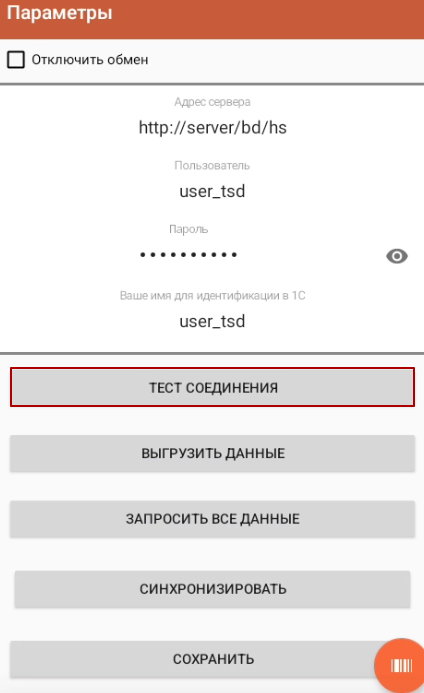 Параметры
Отключить обмен
Адрес сервера
http://server/bd/hs
Пользователь
user_tsd
Пароль
••••••••••
Ваше имя для идентификации в 1С
user_tsd
ТЕСТ СОЕДИНЕНИЯ
ВЫГРУЗИТЬ ДАННЫЕ
ЗАПРОСИТЬ ВСЕ ДАННЫЕ
СИНХРОНИЗИРОВАТЬ
СОХРАНИТЬ